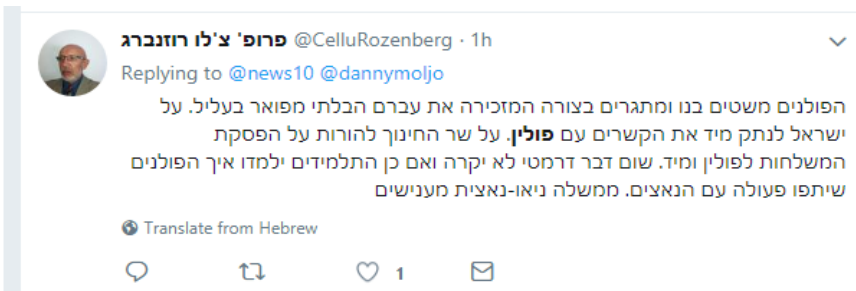 פרופ' צ'לו רוזנברג @CelluRozenberg · 1h
Replying to @news10 @dannymoljo
הפולנים משטים בנו ומתגרים בצורה המזכירה את עברם הבלתי מפואר בעליל. על
ישראל לנתק מיד את הקשרים עם פולין. על שר החינוך להורות על הפסקת
המשלחות לפולין ומיד. שום דבר דרמטי לא יקרה ואם כן התלמידים ילמדו איך הפולנים
שיתפו פעולה עם הנאצים. ממשלה ניאו-נאצית מענישים
Translate from Hebrew
1